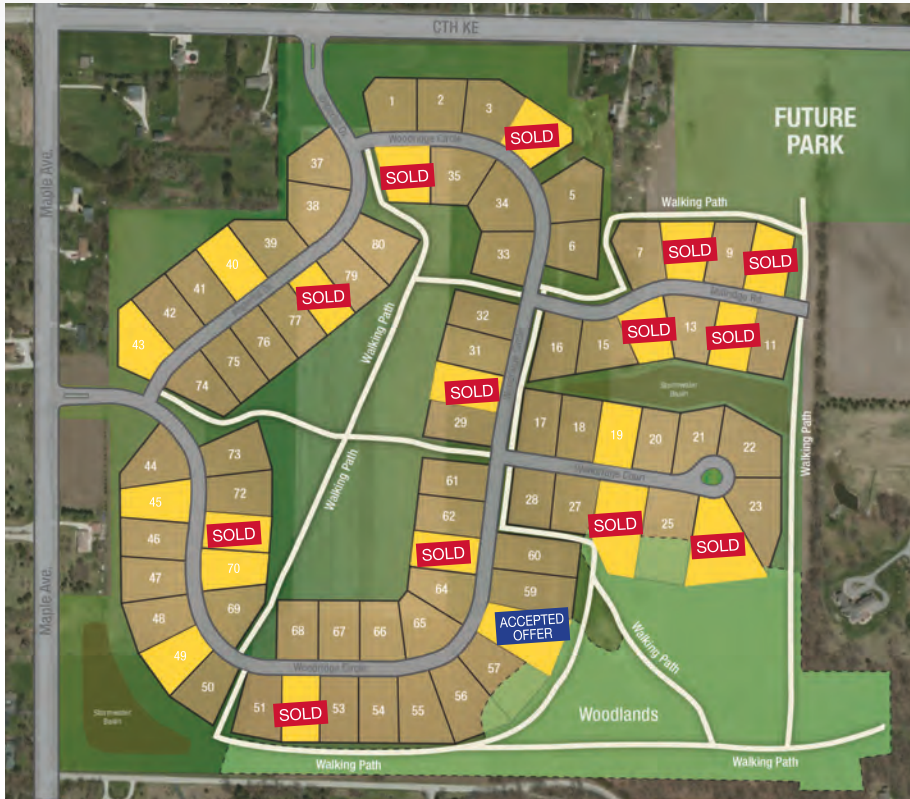 CTH KE
Maple Ave.
FUTURE
PARK
1
2
3
SOLD
Woodridge Circle
SOLD
35
37
34
5
38
33
6
Walking Path
7
SOLD
9
SOLD
80
39
40
79
SOLD
41
77
42
76
43
75
74
Walking Path
32
31
SOLD
29
16
15
SOLD
13
SOLD
11
Stormwater
Basin
17
18
19
20
21
22
Walking Path
28
27
SOLD
25
SOLD
23
44
73
45
72
SOLD
46
70
47
69
48
49
50
Walking Path
61
62
SOLD
64
65
60
59
ACCEPTED
OFFER
57
56
68
67
66
Woodridge Circle
51
SOLD
53
54
55
Maple Ave.
Stormwater
Basin
Walking Path
Woodlands
Walking Path
Walking Path